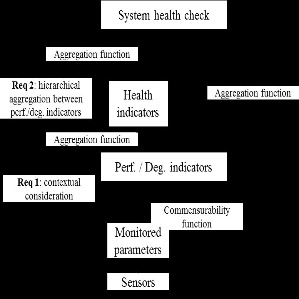 System health check
Aggregation function
Req 2: hierarchical
aggregation between
perf./deg. indicators
Health
indicators
Aggregation function
Aggregation function
Perf. / Deg. indicators
Req 1: contextual
consideration
Commensurability
function
Monitored
parameters
Sensors